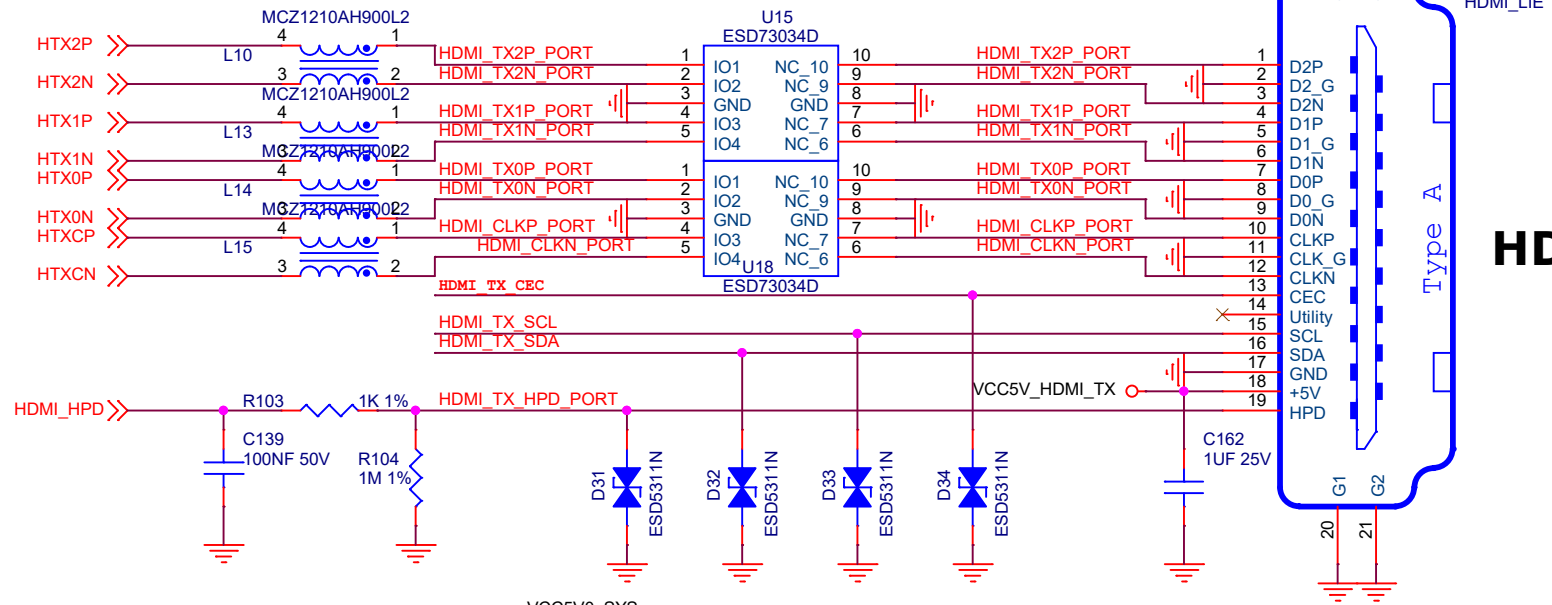 HDMI_LIE
MCZ1210AH900L2
U15
ESD73034D
HTX2P
4
1
L10
HDMI_TX2P_PORT
1
IO1
NC_10
10
HDMI_TX2P_PORT
1
D2P
HTX2N
3
2
HDMI_TX2N_PORT
2
IO2
NC_9
9
HDMI_TX2N_PORT
2
D2_G
MCZ1210AH900L2
3
GND
GND
8
3
D2N
HTX1P
4
1
L13
HDMI_TX1P_PORT
4
IO3
NC_7
7
HDMI_TX1P_PORT
4
D1P
HDMI_TX1N_PORT
5
IO4
NC_6
6
HDMI_TX1N_PORT
5
D1_G
HTX1N
3
2
MCZ1210AH900L2
6
D1N
HTX0P
4
1
L14
HDMI_TX0P_PORT
1
IO1
NC_10
10
HDMI_TX0P_PORT
7
D0P
HDMI_TX0N_PORT
2
IO2
NC_9
9
HDMI_TX0N_PORT
8
D0_G
HTX0N
3
2
MCZ1210AH900L2
3
GND
GND
8
9
D0N
HTXCP
4
1
L15
HDMI_CLKP_PORT
4
IO3
NC_7
7
HDMI_CLKP_PORT
10
CLKP
HDMI_CLKN_PORT
5
IO4
NC_6
6
HDMI_CLKN_PORT
11
CLK_G
HTXCN
3
2
U18
ESD73034D
12
CLKN
HDMI_TX_CEC
13
CEC
14
Utility
HDMI_TX_SCL
15
SCL
HDMI_TX_SDA
16
SDA
17
GND
VCC5V_HDMI_TX
18
+5V
HDMI_HPD
R103
1K 1%
HDMI_TX_HPD_PORT
19
HPD
Type A
HD
C139
100NF 50V
R104
1M 1%
D31
ESD5311N
D32
ESD5311N
D33
ESD5311N
D34
ESD5311N
C162
1UF 25V
G1
G2
20
21